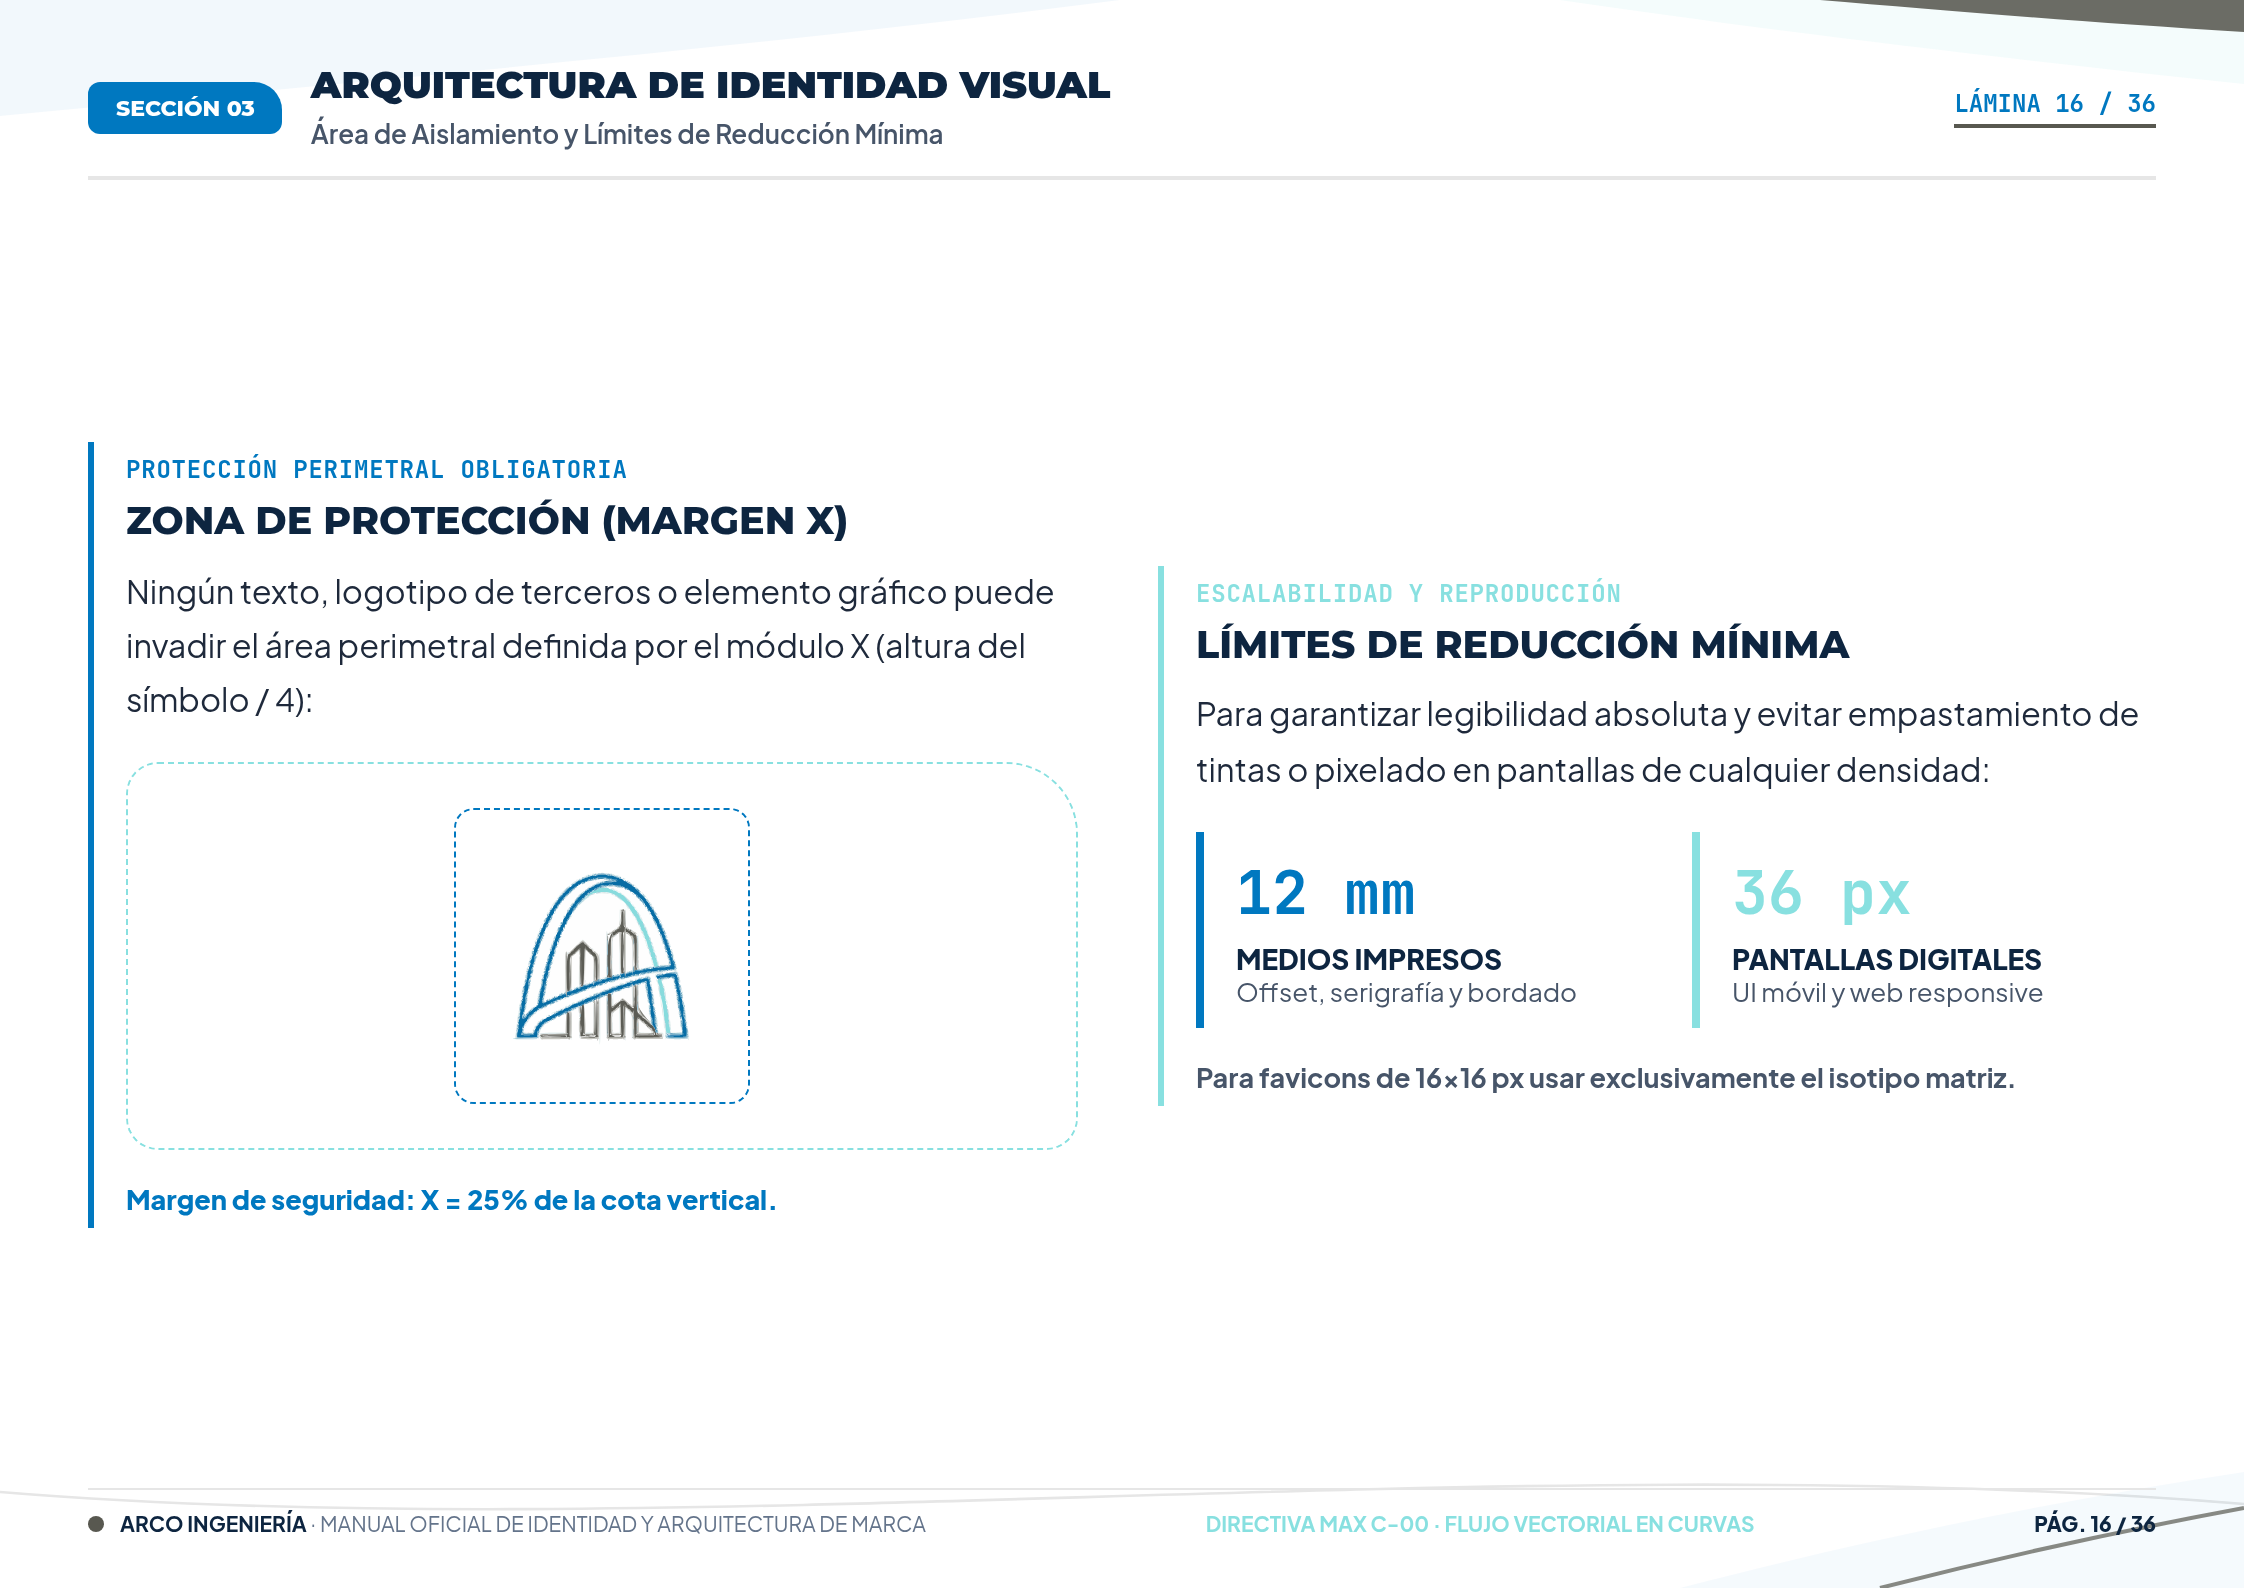 SECCIÓN 03
ARQUITECTURA DE IDENTIDAD VISUAL
Área de Aislamiento y Límites de Reducción Mínima
LÁMINA 16 / 36
PROTECCIÓN PERIMETRAL OBLIGATORIA
ZONA DE PROTECCIÓN (MARGEN X)
Ningún texto, logotipo de terceros o elemento gráfico puede
invadir el área perimetral definida por el módulo X (altura del
símbolo / 4):
Margen de seguridad: X = 25% de la cota vertical.
ESCALABILIDAD Y REPRODUCCIÓN
LÍMITES DE REDUCCIÓN MÍNIMA
Para garantizar legibilidad absoluta y evitar empastamiento de
tintas o pixelado en pantallas de cualquier densidad:
12 mm
MEDIOS IMPRESOS
Offset, serigrafía y bordado
36 px
PANTALLAS DIGITALES
UI móvil y web responsive
Para favicons de 16×16 px usar exclusivamente el isotipo matriz.
ARCO INGENIERÍA · MANUAL OFICIAL DE IDENTIDAD Y ARQUITECTURA DE MARCA
DIRECTIVA MAX C-00 · FLUJO VECTORIAL EN CURVAS
PÁG. 16 / 36